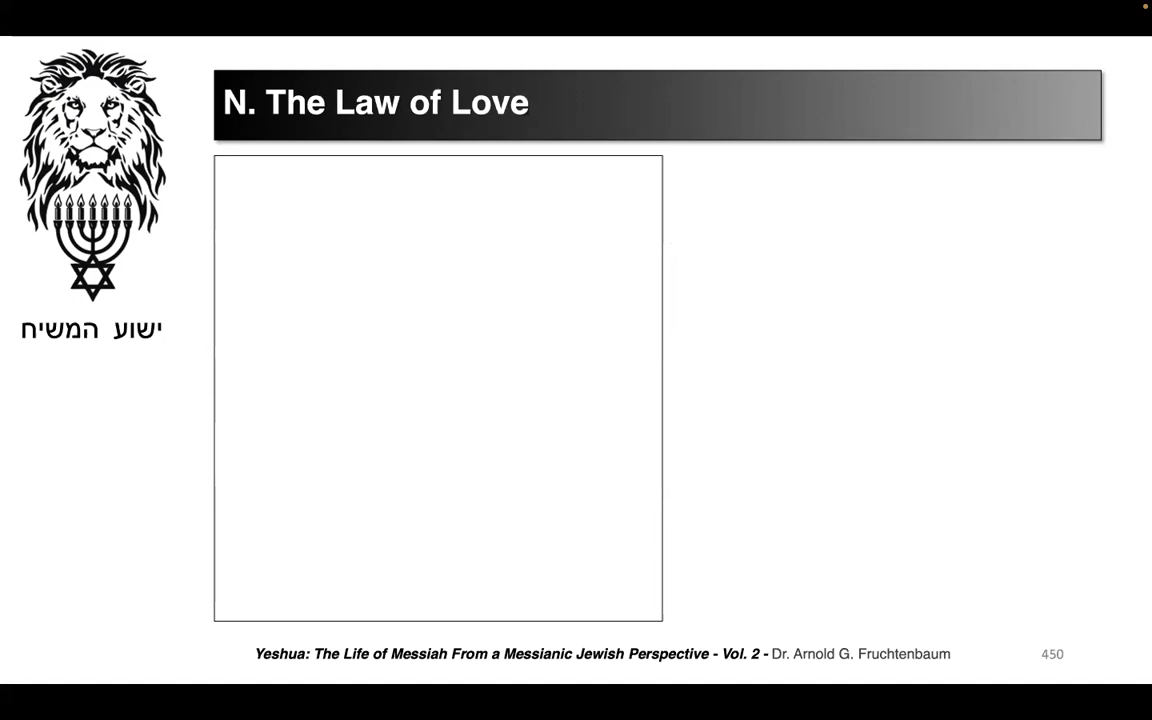 N. The Law of Love
ישוע המשיח
Yeshua: The Life of Messiah From a Messianic Jewish Perspective - Vol. 2 - Dr. Arnold G. Fruchtenbaum
450